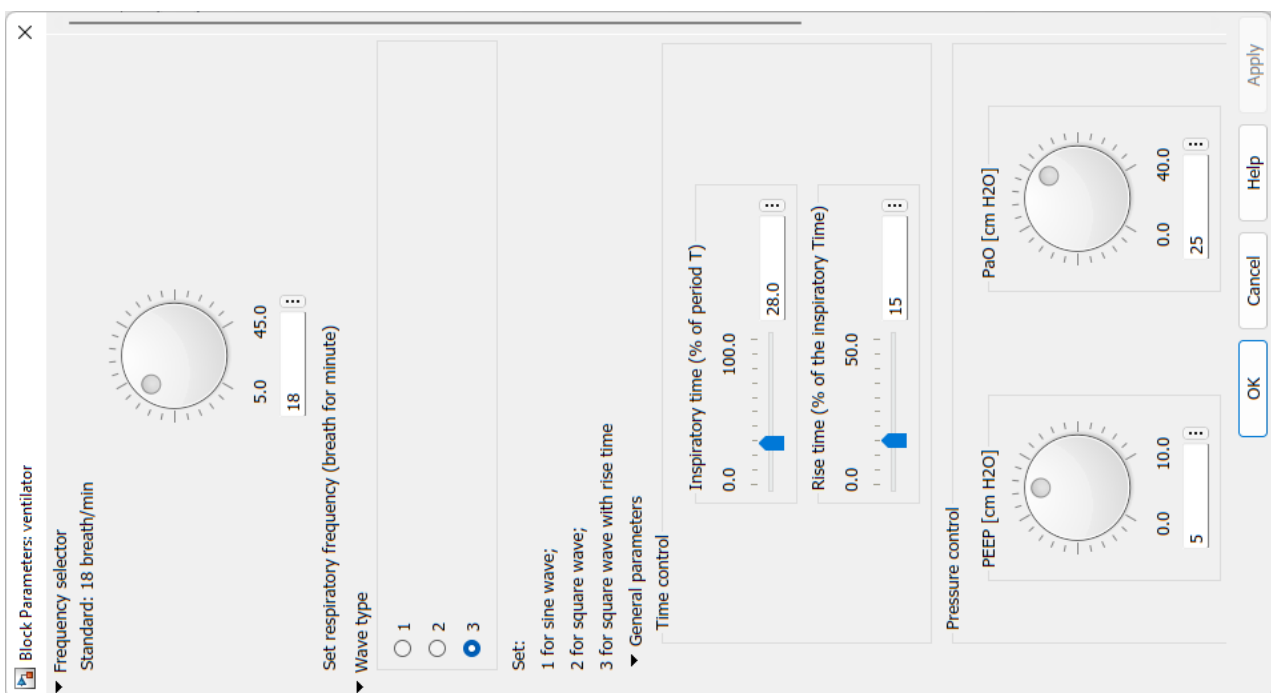 Block Parameters: ventilator
Frequency selector
Standard: 18 breath/min
5.0 45.0
18
Set respiratory frequency (breath for minute)
Wave type
1
2
3
Set:
1 for sine wave;
2 for square wave;
3 for square wave with rise time
General parameters
Time control
Inspiratory time (% of period T)
0.0 100.0
28.0
Rise time (% of the inspiratory Time)
0.0 50.0
15
Pressure control
PEEP [cm H2O] PaO [cm H2O]
0.0 10.0 0.0 40.0
5 25
OK Cancel Help Apply